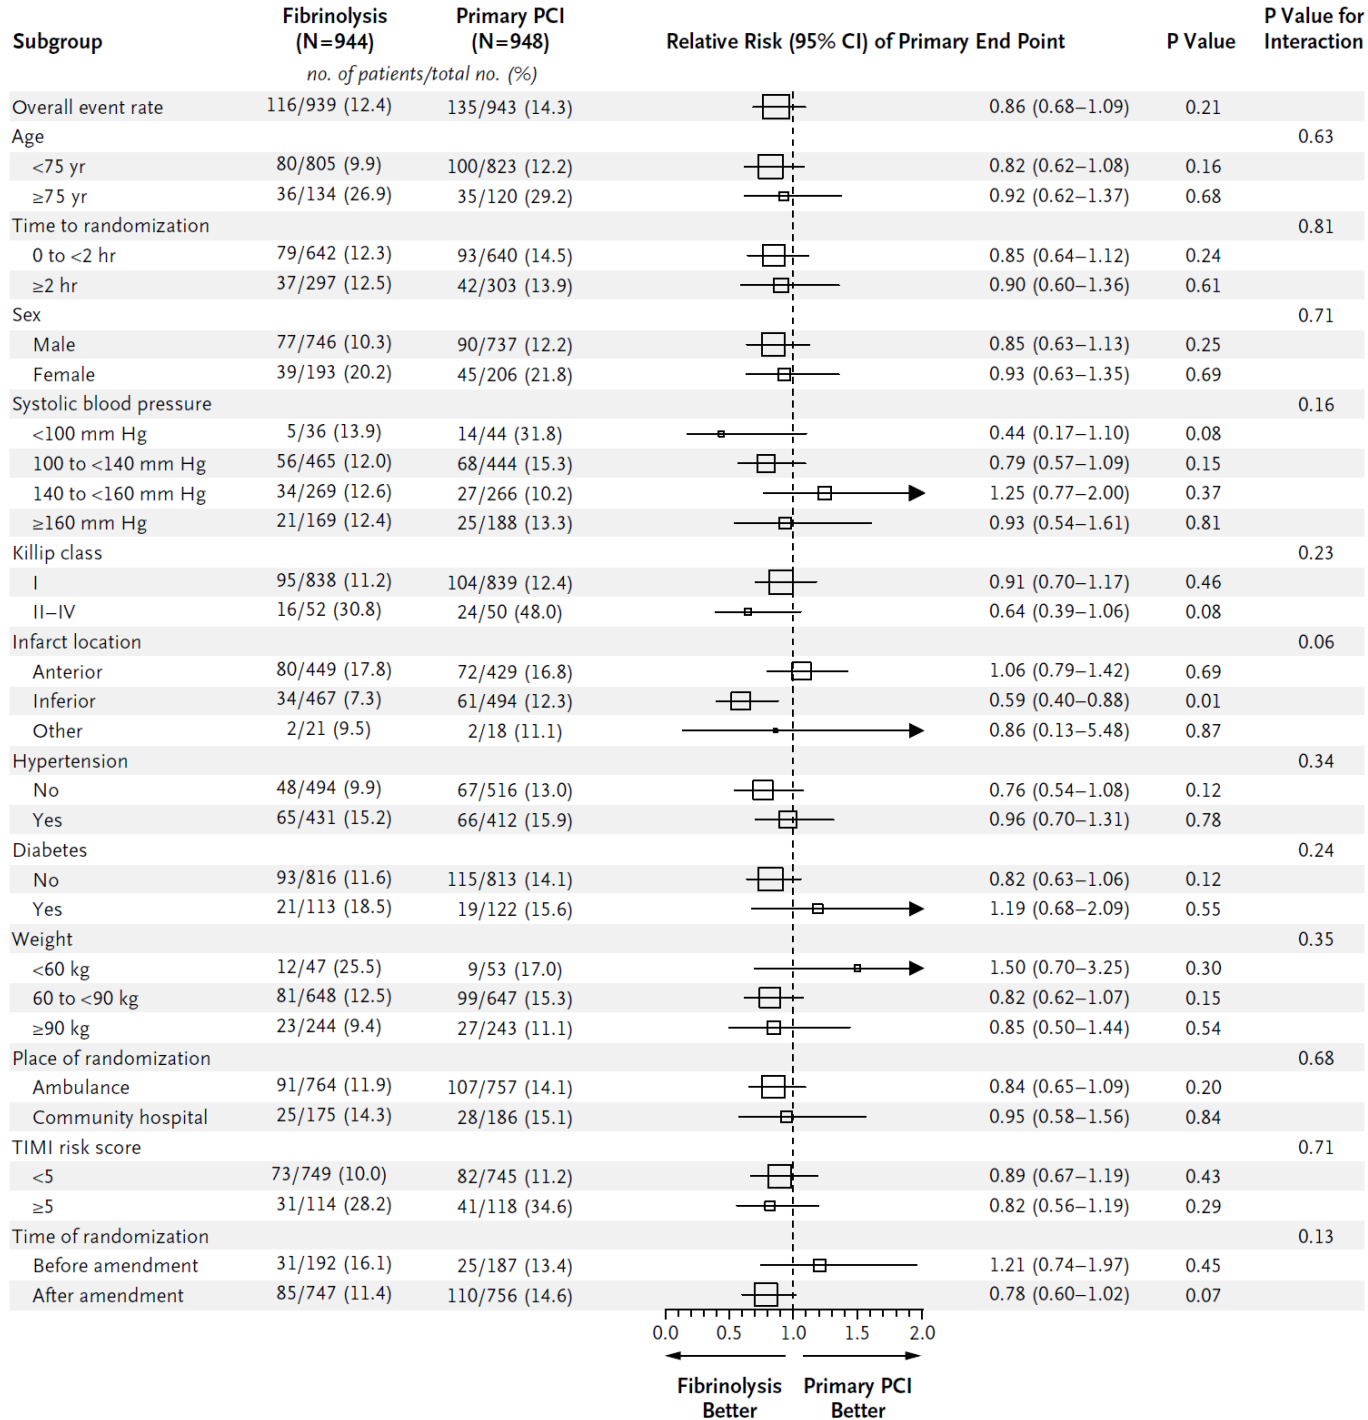 Subgroup Fibrinolysis (N=944) Primary PCI (N=948) Relative Risk (95% CI) of Primary End Point P Value P Value for Interaction
no. of patients/total no. (%)
Overall event rate 116/939 (12.4) 135/943 (14.3) 0.86 (0.68–1.09) 0.21
Age 0.63
<75 yr 80/805 (9.9) 100/823 (12.2) 0.82 (0.62–1.08) 0.16
≥75 yr 36/134 (26.9) 35/120 (29.2) 0.92 (0.62–1.37) 0.68
Time to randomization 0.81
0 to <2 hr 79/642 (12.3) 93/640 (14.5) 0.85 (0.64–1.12) 0.24
≥2 hr 37/297 (12.5) 42/303 (13.9) 0.90 (0.60–1.36) 0.61
Sex 0.71
Male 77/746 (10.3) 90/737 (12.2) 0.85 (0.63–1.13) 0.25
Female 39/193 (20.2) 45/206 (21.8) 0.93 (0.63–1.35) 0.69
Systolic blood pressure 0.16
<100 mm Hg 5/36 (13.9) 14/44 (31.8) 0.44 (0.17–1.10) 0.08
100 to <140 mm Hg 56/465 (12.0) 68/444 (15.3) 0.79 (0.57–1.09) 0.15
140 to <160 mm Hg 34/269 (12.6) 27/266 (10.2) 1.25 (0.77–2.00) 0.37
≥160 mm Hg 21/169 (12.4) 25/188 (13.3) 0.93 (0.54–1.61) 0.81
Killip class 0.23
I 95/838 (11.2) 104/839 (12.4) 0.91 (0.70–1.17) 0.46
II–IV 16/52 (30.8) 24/50 (48.0) 0.64 (0.39–1.06) 0.08
Infarct location 0.06
Anterior 80/449 (17.8) 72/429 (16.8) 1.06 (0.79–1.42) 0.69
Inferior 34/467 (7.3) 61/494 (12.3) 0.59 (0.40–0.88) 0.01
Other 2/21 (9.5) 2/18 (11.1) 0.86 (0.13–5.48) 0.87
Hypertension 0.34
No 48/494 (9.9) 67/516 (13.0) 0.76 (0.54–1.08) 0.12
Yes 65/431 (15.2) 66/412 (15.9) 0.96 (0.70–1.31) 0.78
Diabetes 0.24
No 93/816 (11.6) 115/813 (14.1) 0.82 (0.63–1.06) 0.12
Yes 21/113 (18.5) 19/122 (15.6) 1.19 (0.68–2.09) 0.55
Weight 0.35
<60 kg 12/47 (25.5) 9/53 (17.0) 1.50 (0.70–3.25) 0.30
60 to <90 kg 81/648 (12.5) 99/647 (15.3) 0.82 (0.62–1.07) 0.15
≥90 kg 23/244 (9.4) 27/243 (11.1) 0.85 (0.50–1.44) 0.54
Place of randomization 0.68
Ambulance 91/764 (11.9) 107/757 (14.1) 0.84 (0.65–1.09) 0.20
Community hospital 25/175 (14.3) 28/186 (15.1) 0.95 (0.58–1.56) 0.84
TIMI risk score 0.71
<5 73/749 (10.0) 82/745 (11.2) 0.89 (0.67–1.19) 0.43
≥5 31/114 (28.2) 41/118 (34.6) 0.82 (0.56–1.19) 0.29
Time of randomization 0.13
Before amendment 31/192 (16.1) 25/187 (13.4) 1.21 (0.74–1.97) 0.45
After amendment 85/747 (11.4) 110/756 (14.6) 0.78 (0.60–1.02) 0.07
0.0 0.5 1.0 1.5 2.0
Fibrinolysis Better Primary PCI Better